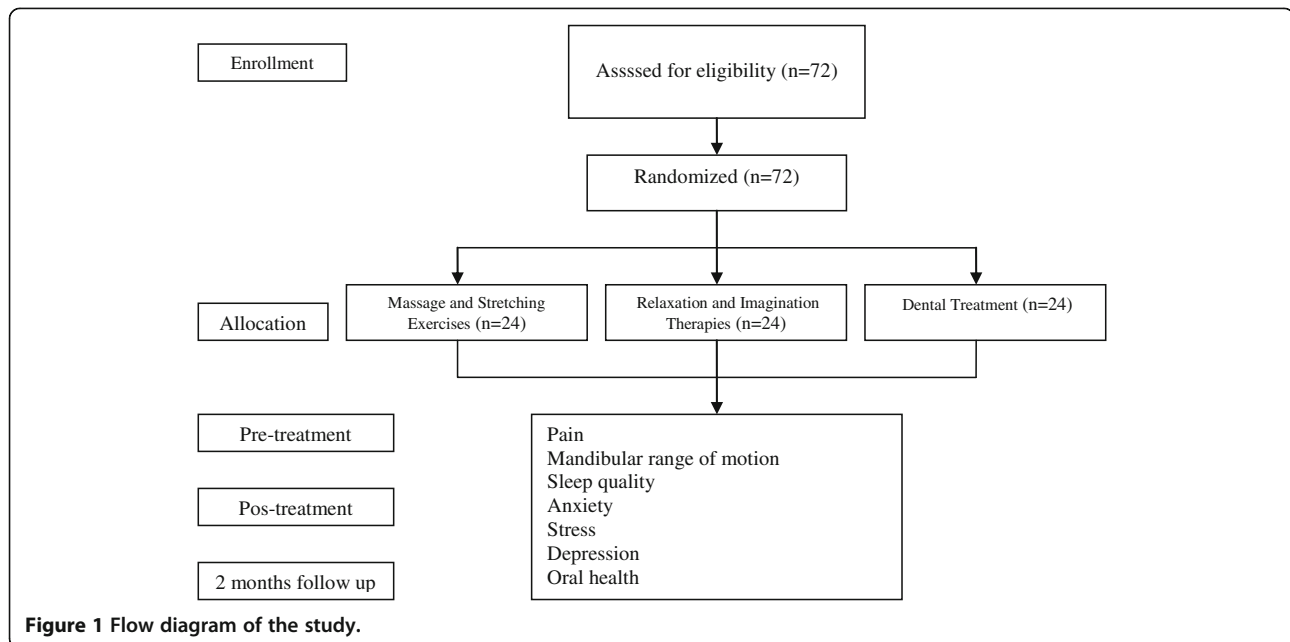 Enrollment
Assssed for eligibility (n=72)
Randomized (n=72)
Allocation
Massage and Stretching
Exercises (n=24)
Relaxation and Imagination
Therapies (n=24)
Dental Treatment (n=24)
Pre-treatment
Pos-treatment
2 months follow up
Pain
Mandibular range of motion
Sleep quality
Anxiety
Stress
Depression
Oral health
Figure 1 Flow diagram of the study.